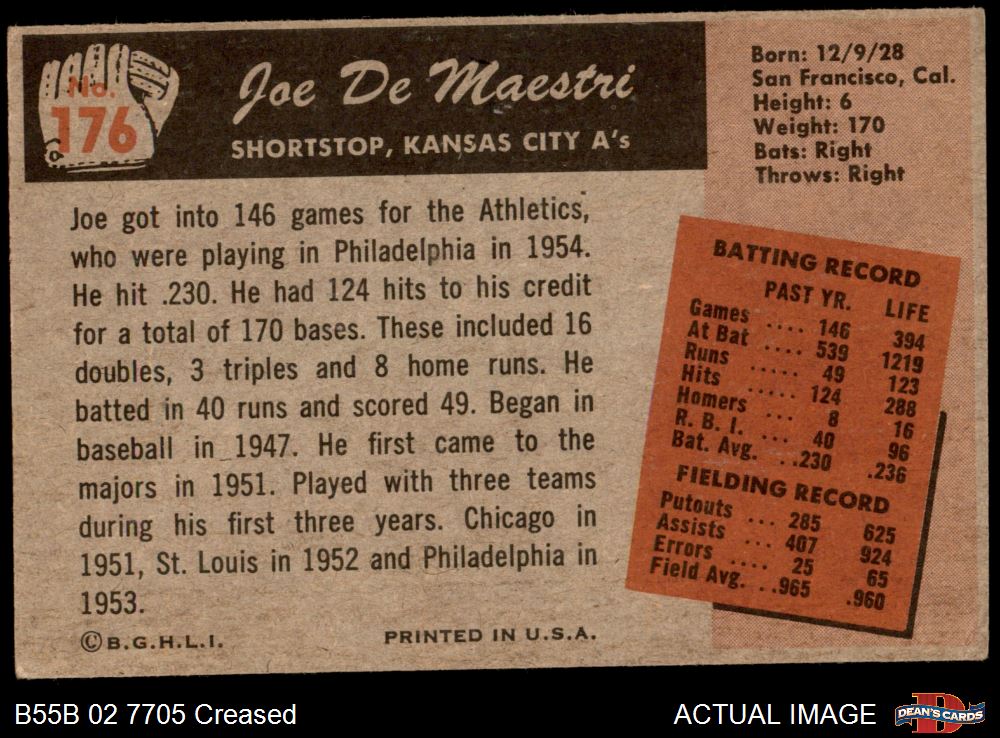 No.
176
Joe De Maestri
SHORTSTOP, KANSAS CITY A's
Born: 12/9/28
San Francisco, Cal.
Height: 6
Weight: 170
Bats: Right
Throws: Right
Joe got into 146 games for the Athletics,
who were playing in Philadelphia in 1954.
He hit .230. He had 124 hits to his credit
for a total of 170 bases. These included 16
doubles, 3 triples and 8 home runs. He
batted in 40 runs and scored 49. Began in
baseball in 1947. He first came to the
majors in 1951. Played with three teams
during his first three years. Chicago in
1951, St. Louis in 1952 and Philadelphia in
1953.
BATTING RECORD
PAST YR. LIFE
Games .... 146 394
At Bat .... 539 1219
Runs ..... 49 123
Hits ..... 124 288
Homers ... 8 16
R. B. I. ... 40 96
Bat. Avg. ..230 .236
FIELDING RECORD
Putouts ... 285 625
Assists ... 407 924
Errors .... 25 65
Field Avg. ..965 .960
©B.G.H.L.I.
PRINTED IN U.S.A.
B55B 02 7705 Creased
ACTUAL IMAGE
D
DEAN'S CARDS